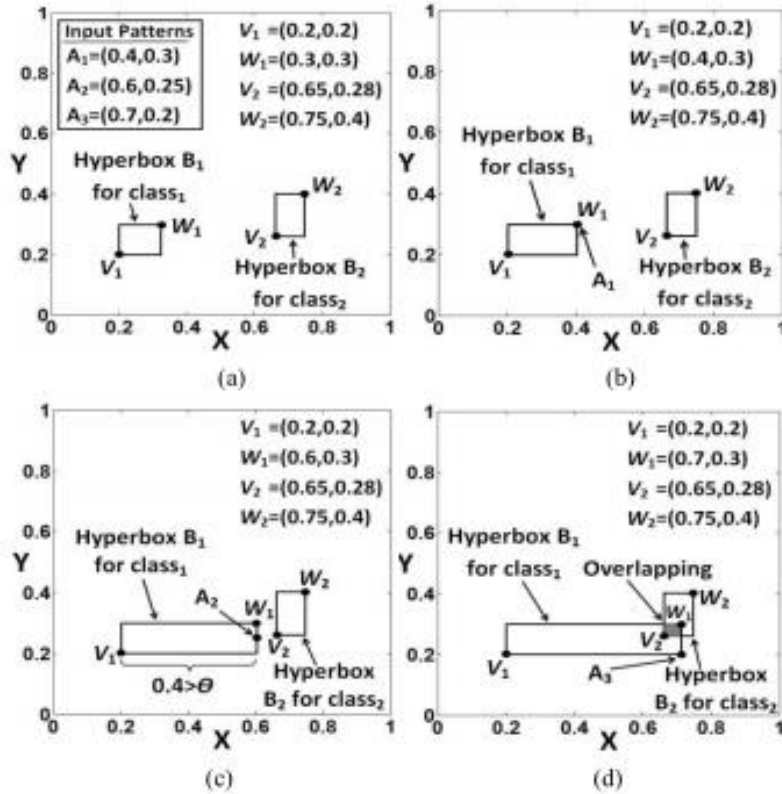 Input Patterns
A₁=(0.4,0.3)
A₂=(0.6,0.25)
A₃=(0.7,0.2)
V₁ =(0.2,0.2)
W₁=(0.3,0.3)
V₂ =(0.65,0.28)
W₂=(0.75,0.4)
Hyperbox B₁
for class₁
W₁
V₁
W₂
V₂
Hyperbox B₂
for class₂
1
0.8
0.6
Y
0.4
0.2
0
0 0.2 0.4 0.6 0.8 1
X
(a)
V₁ =(0.2,0.2)
W₁=(0.4,0.3)
V₂ =(0.65,0.28)
W₂=(0.75,0.4)
Hyperbox B₁
for class₁
W₁
V₁
A₁
W₂
V₂
Hyperbox B₂
for class₂
1
0.8
0.6
Y
0.4
0.2
0
0 0.2 0.4 0.6 0.8 1
X
(b)
V₁ =(0.2,0.2)
W₁=(0.6,0.3)
V₂ =(0.65,0.28)
W₂=(0.75,0.4)
Hyperbox B₁
for class₁
A₂
W₁
W₂
V₁
V₂
0.4>Θ
Hyperbox
B₂ for class₂
1
0.8
0.6
Y
0.4
0.2
0
0 0.2 0.4 0.6 0.8 1
X
(c)
V₁ =(0.2,0.2)
W₁=(0.7,0.3)
V₂ =(0.65,0.28)
W₂=(0.75,0.4)
Hyperbox B₁
for class₁
Overlapping
W₂
W₁
V₂
V₁
A₃
Hyperbox
B₂ for class₂
1
0.8
0.6
Y
0.4
0.2
0
0 0.2 0.4 0.6 0.8 1
X
(d)